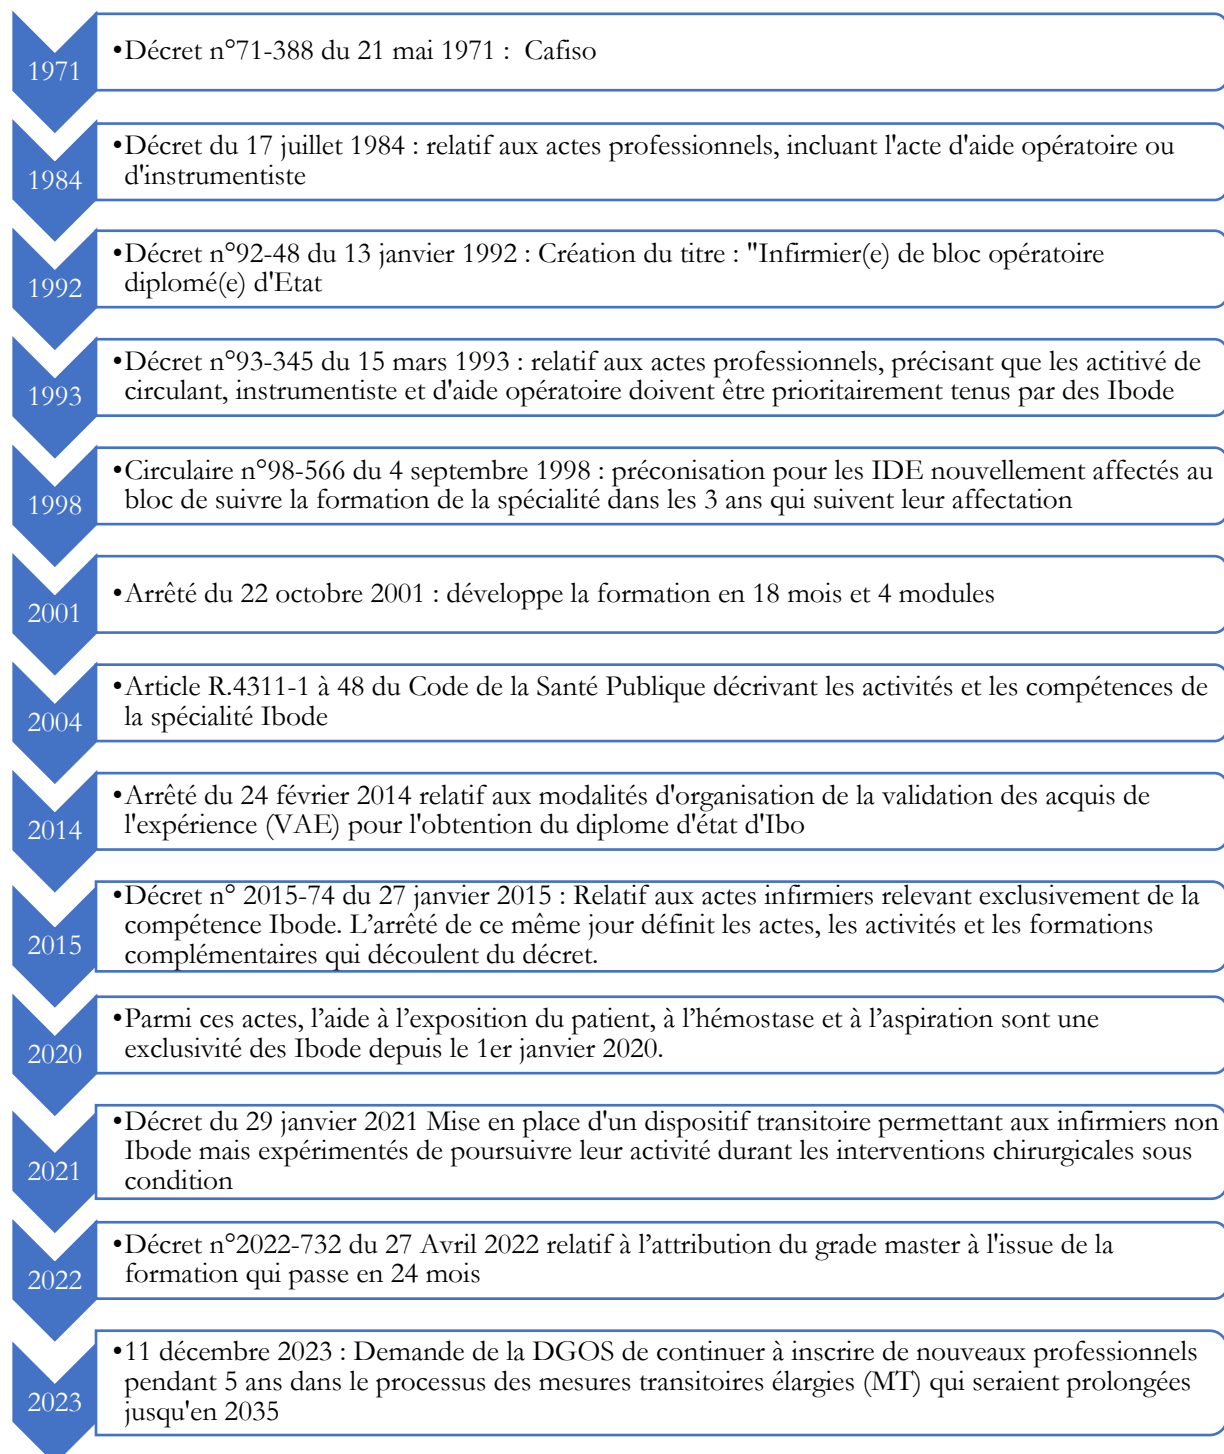 1971
•Décret n°71-388 du 21 mai 1971 : Cafiso
1984
•Décret du 17 juillet 1984 : relatif aux actes professionnels, incluant l'acte d'aide opératoire ou
d'instrumentiste
1992
•Décret n°92-48 du 13 janvier 1992 : Création du titre : "Infirmier(e) de bloc opératoire
diplomé(e) d'Etat
1993
•Décret n°93-345 du 15 mars 1993 : relatif aux actes professionnels, précisant que les actitivé de
circulant, instrumentiste et d'aide opératoire doivent être prioritairement tenus par des Ibode
1998
•Circulaire n°98-566 du 4 septembre 1998 : préconisation pour les IDE nouvellement affectés au
bloc de suivre la formation de la spécialité dans les 3 ans qui suivent leur affectation
2001
•Arrêté du 22 octobre 2001 : développe la formation en 18 mois et 4 modules
2004
•Article R.4311-1 à 48 du Code de la Santé Publique décrivant les activités et les compétences de
la spécialité Ibode
2014
•Arrêté du 24 février 2014 relatif aux modalités d'organisation de la validation des acquis de
l'expérience (VAE) pour l'obtention du diplome d'état d'Ibo
2015
•Décret n° 2015-74 du 27 janvier 2015 : Relatif aux actes infirmiers relevant exclusivement de la
compétence Ibode. L’arrêté de ce même jour définit les actes, les activités et les formations
complémentaires qui découlent du décret.
2020
•Parmi ces actes, l’aide à l’exposition du patient, à l’hémostase et à l’aspiration sont une
exclusivité des Ibode depuis le 1er janvier 2020.
2021
•Décret du 29 janvier 2021 Mise en place d'un dispositif transitoire permettant aux infirmiers non
Ibode mais expérimentés de poursuivre leur activité durant les interventions chirurgicales sous
condition
2022
•Décret n°2022-732 du 27 Avril 2022 relatif à l’attribution du grade master à l'issue de la
formation qui passe en 24 mois
2023
•11 décembre 2023 : Demande de la DGOS de continuer à inscrire de nouveaux professionnels
pendant 5 ans dans le processus des mesures transitoires élargies (MT) qui seraient prolongées
jusqu'en 2035